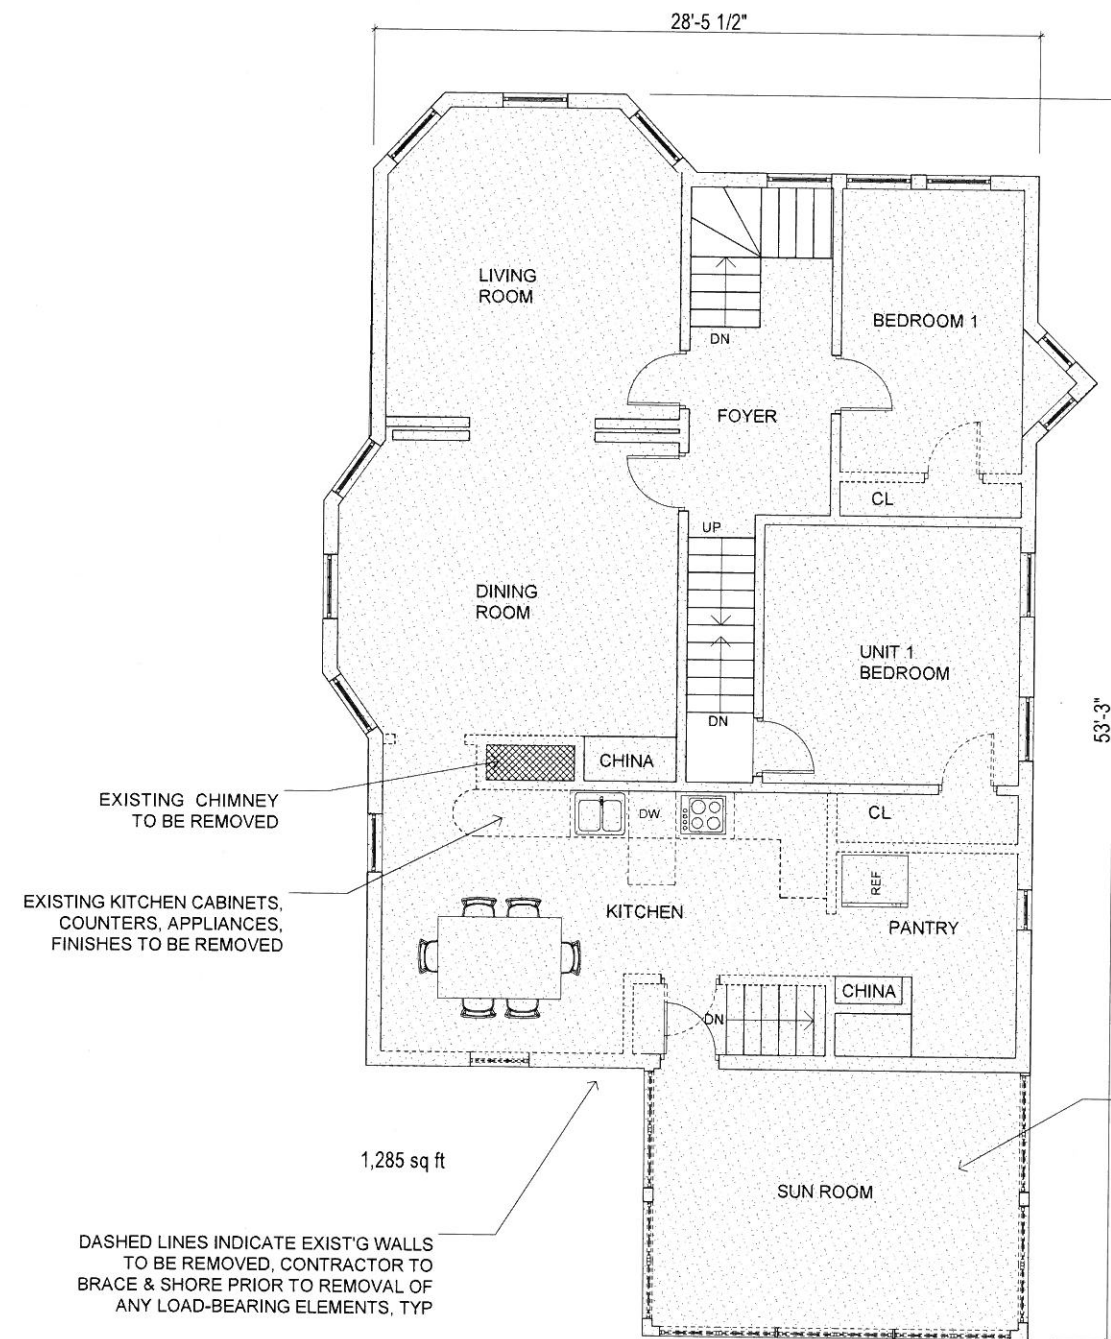 28'-5 1/2"
LIVING
ROOM
BEDROOM 1
DN
FOYER
CL
UP
DINING
ROOM
UNIT 1
BEDROOM
53'-3"
DN
CHINA
EXISTING CHIMNEY
TO BE REMOVED
DW
CL
REF
EXISTING KITCHEN CABINETS,
COUNTERS, APPLIANCES,
FINISHES TO BE REMOVED
KITCHEN
PANTRY
CHINA
DN
1,285 sq ft
SUN ROOM
DASHED LINES INDICATE EXIST'G WALLS
TO BE REMOVED, CONTRACTOR TO
BRACE & SHORE PRIOR TO REMOVAL OF
ANY LOAD-BEARING ELEMENTS, TYP